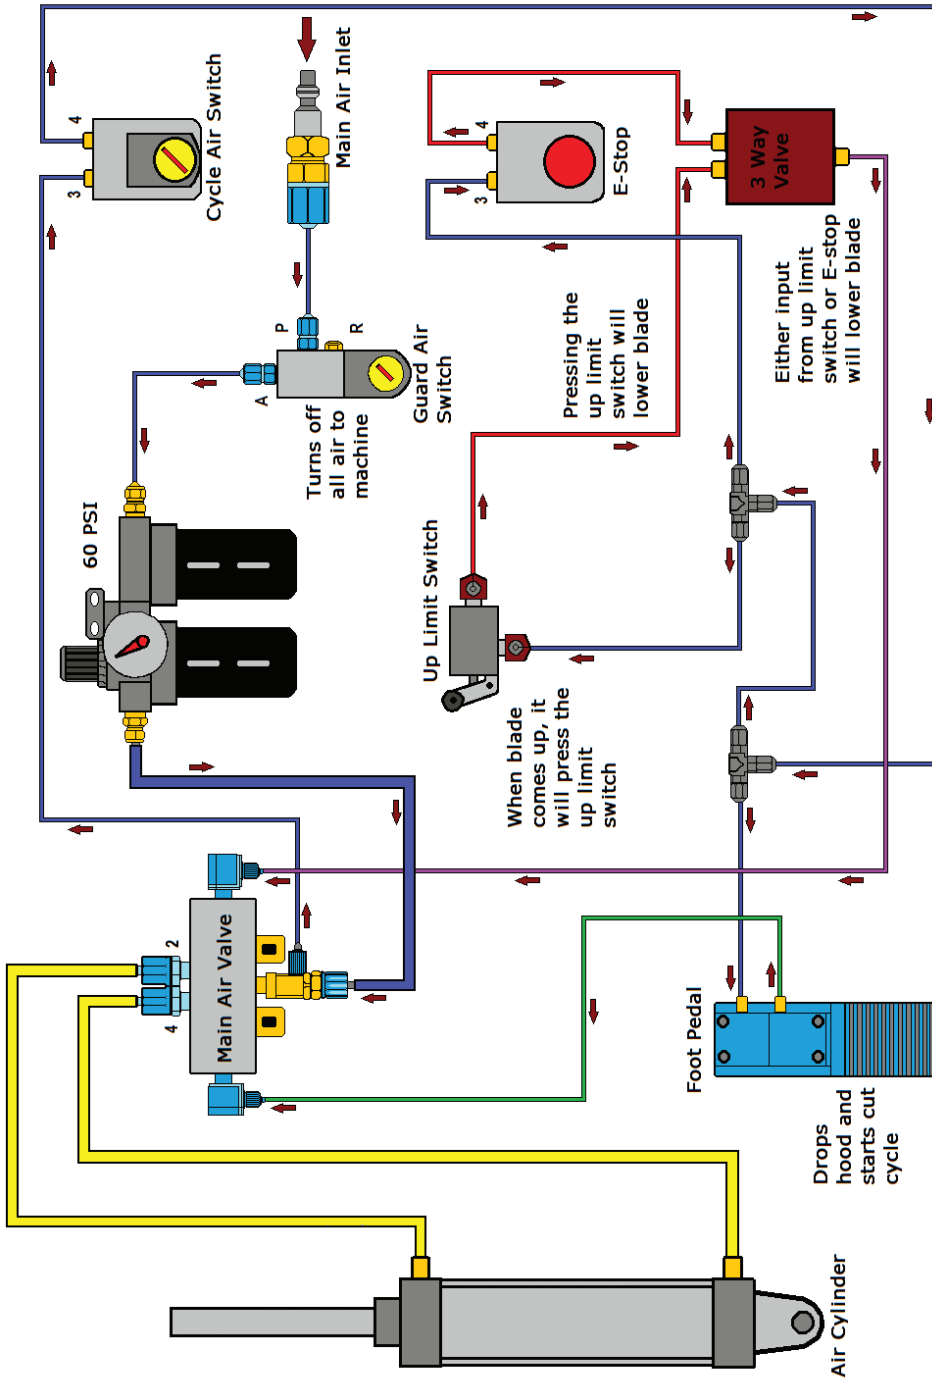 Cycle Air Switch
3
4
Main Air Inlet
P
R
A
Guard Air
Switch
Turns off
all air to
machine
60 PSI
E-Stop
3
4
3 Way
Valve
Either input
from up limit
switch or E-stop
will lower blade
Pressing the
up limit
switch will
lower blade
Up Limit Switch
When blade
comes up, it
will press the
up limit
switch
Main Air Valve
4
2
Foot Pedal
Drops
hood and
starts cut
cycle
Air Cylinder